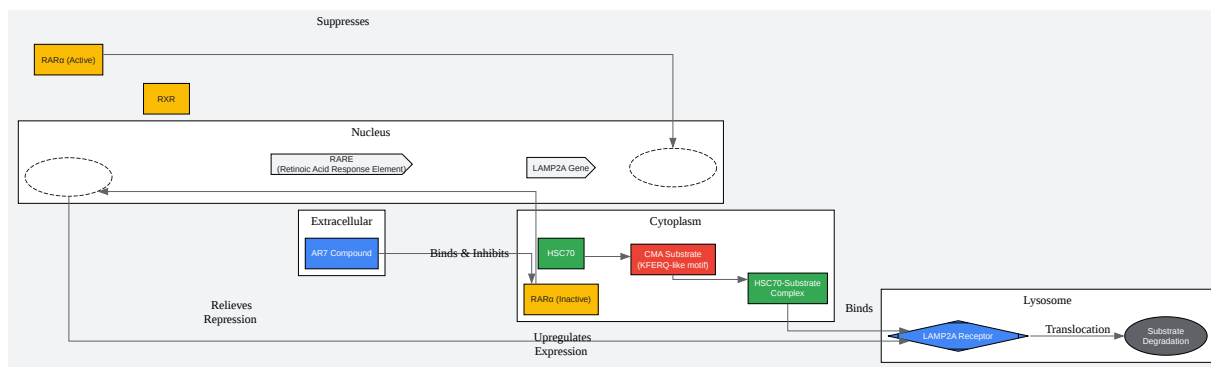 Suppresses
RARα (Active)
RXR
Nucleus
RARE
(Retinoic Acid Response Element)
LAMP2A Gene
Extracellular
AR7 Compound
Binds & Inhibits
Cytoplasm
HSC70
CMA Substrate
(KFERQ-like motif)
RARα (Inactive)
HSC70-Substrate
Complex
Relieves
Repression
Upregulates
Expression
Binds
Lysosome
LAMP2A Receptor
Translocation
Substrate
Degradation